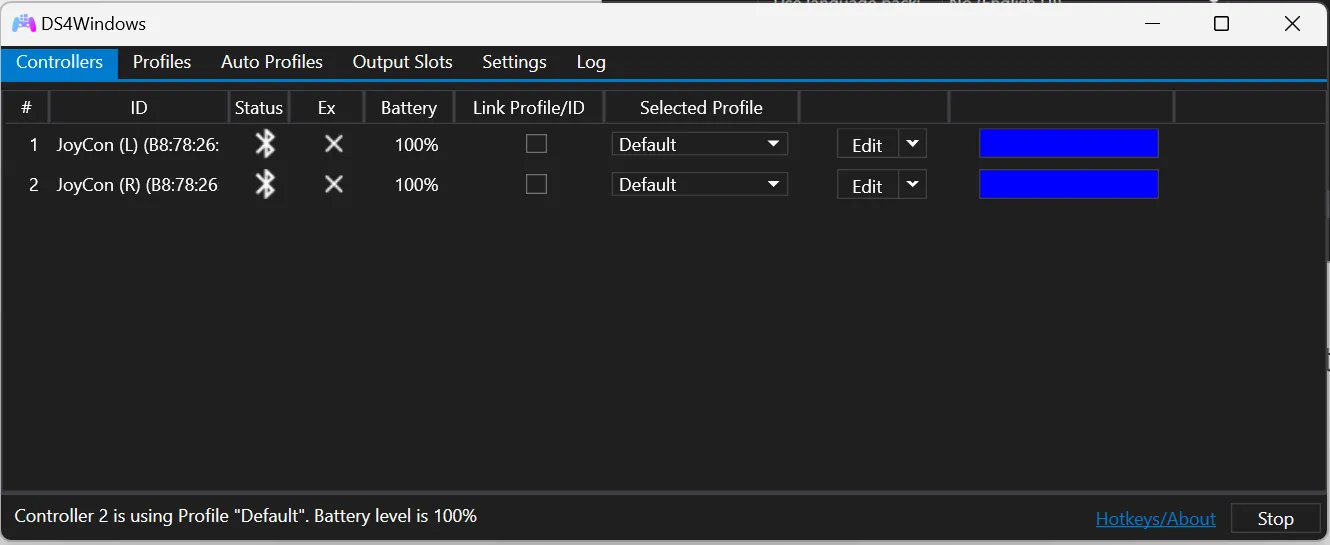 DS4Windows
Controllers Profiles Auto Profiles Output Slots Settings Log
# ID Status Ex Battery Link Profile/ID Selected Profile
1 JoyCon (L) (B8:78:26: 100% Default Edit
2 JoyCon (R) (B8:78:26 100% Default Edit
Controller 2 is using Profile "Default". Battery level is 100%
Hotkeys/About Stop